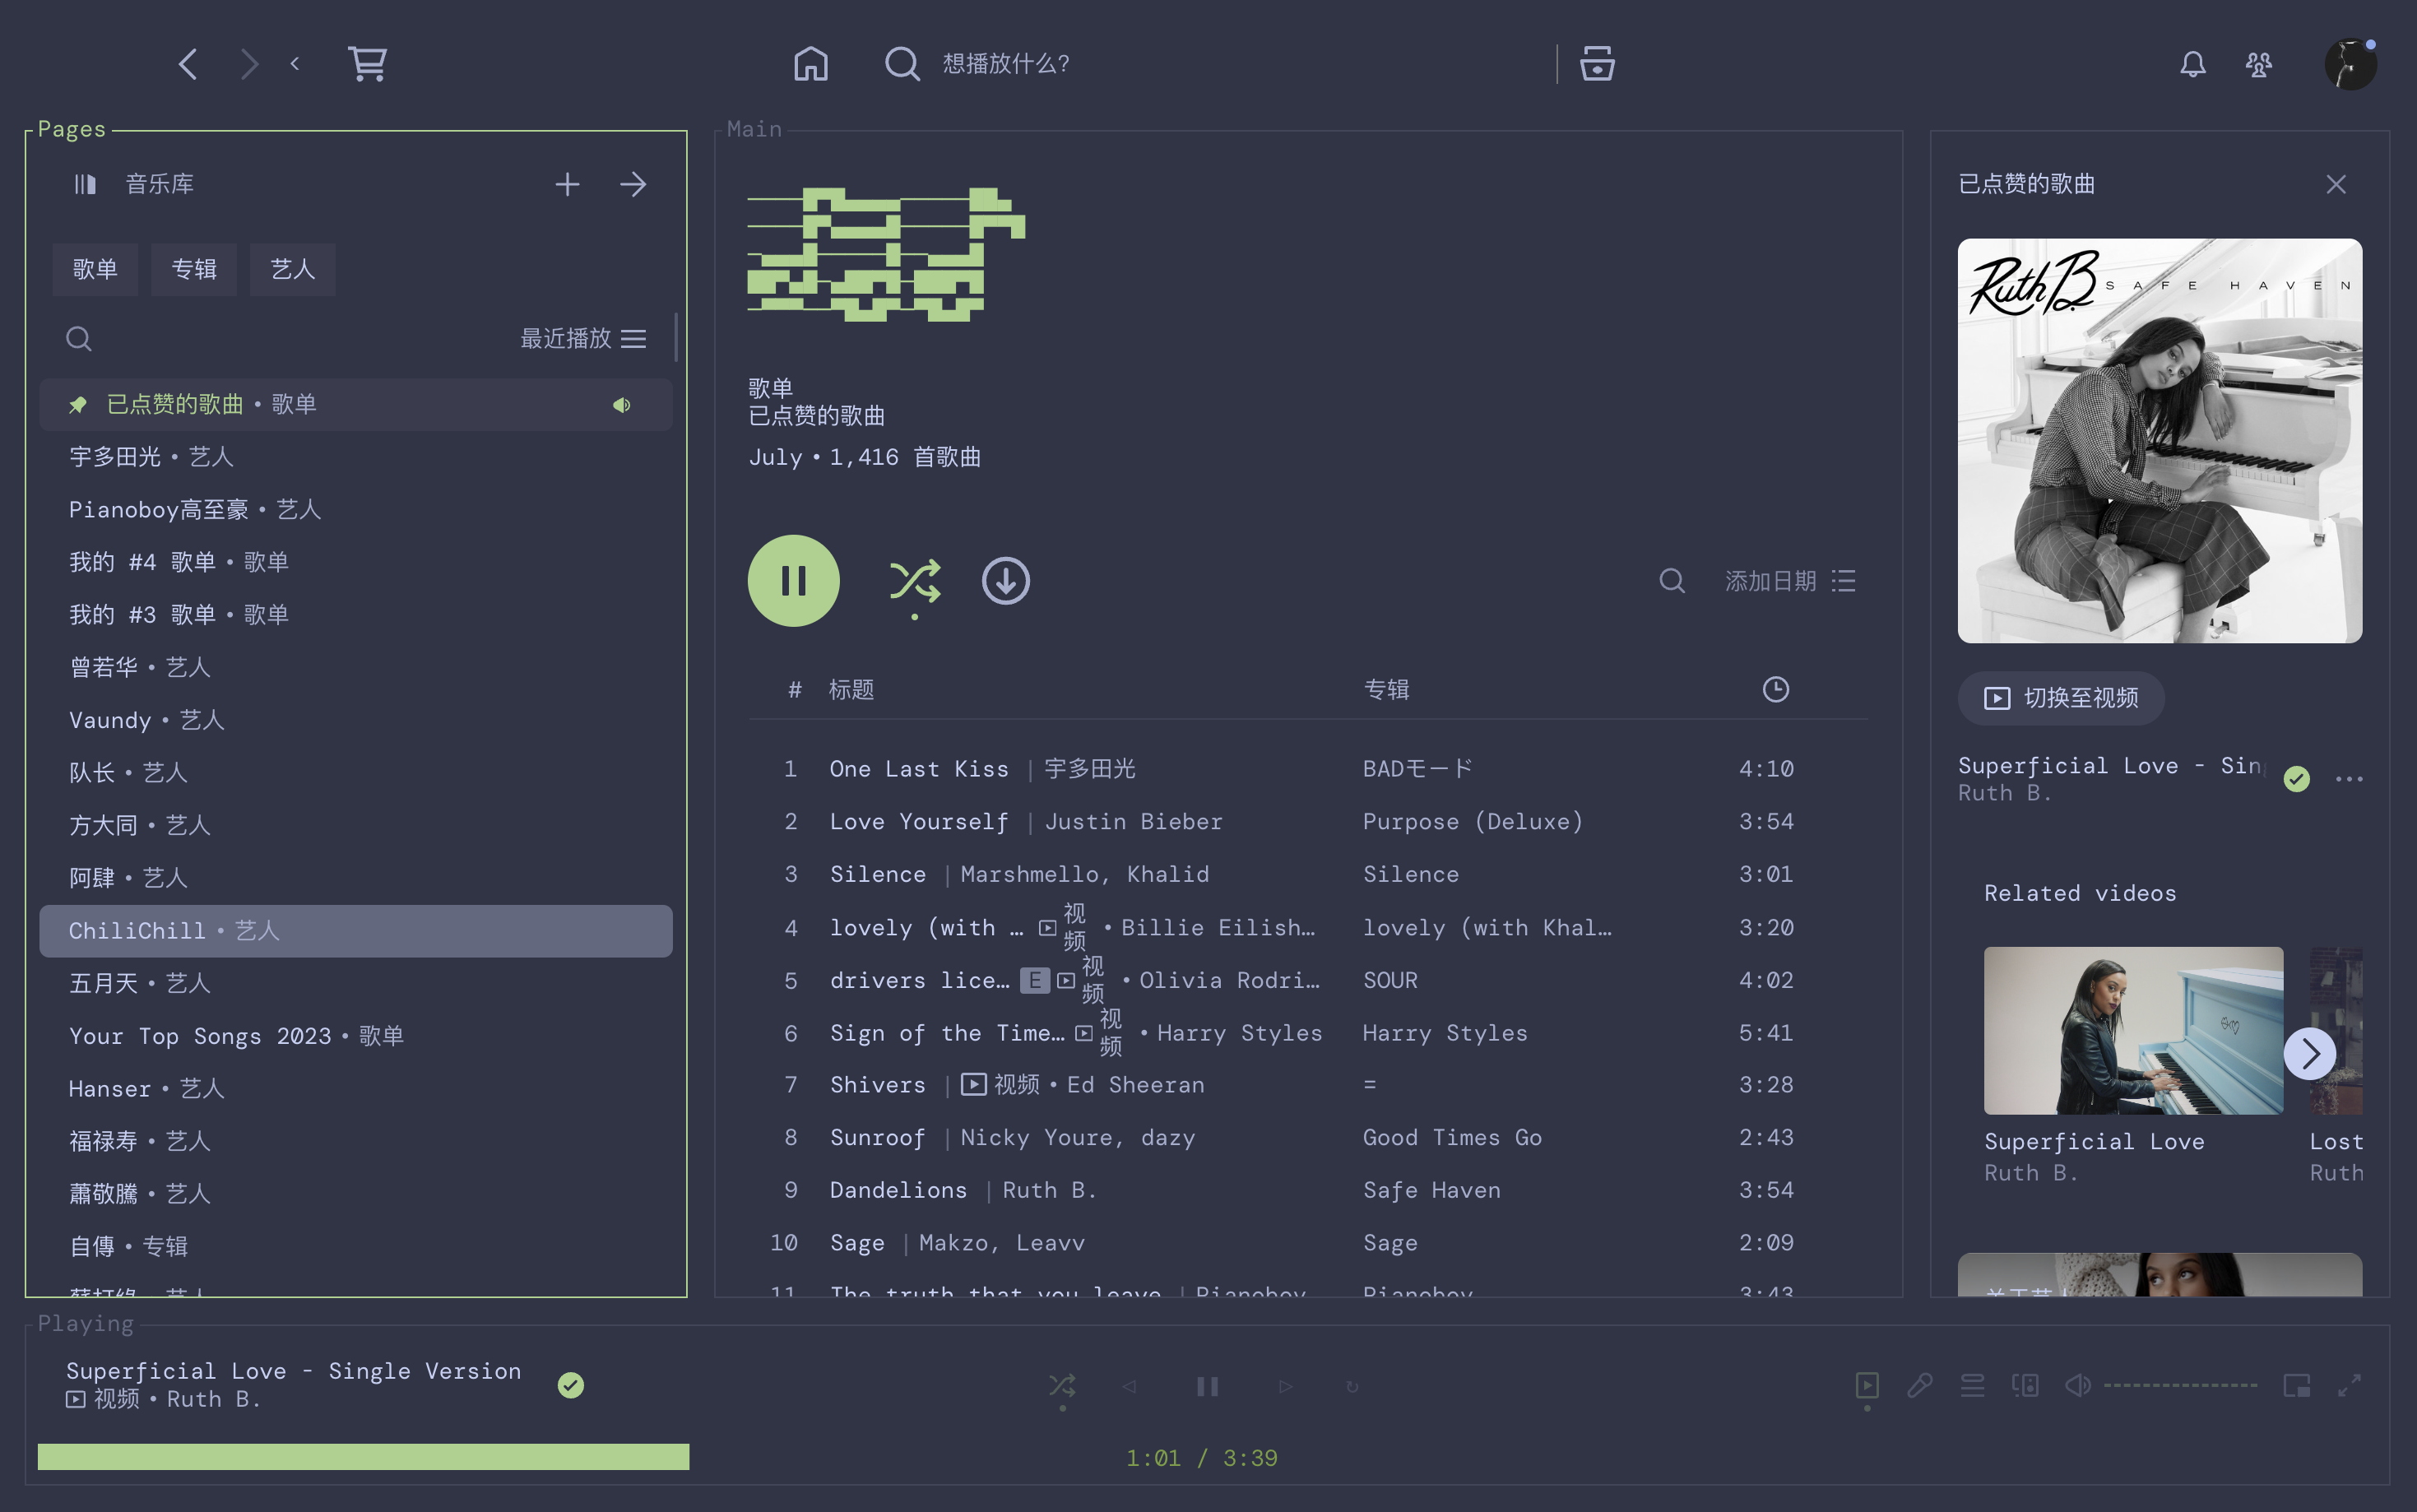 想播放什么?
Pages
音乐库
歌单 专辑 艺人
最近播放
已点赞的歌曲 • 歌单
宇多田光 • 艺人
Pianoboy高至豪 • 艺人
我的 #4 歌单 • 歌单
我的 #3 歌单 • 歌单
曾若华 • 艺人
Vaundy • 艺人
队长 • 艺人
方大同 • 艺人
阿肆 • 艺人
ChiliChill • 艺人
五月天 • 艺人
Your Top Songs 2023 • 歌单
Hanser • 艺人
福禄寿 • 艺人
蕭敬騰 • 艺人
自傳 • 专辑
Main
歌单
已点赞的歌曲
July • 1,416 首歌曲
添加日期
# 标题 专辑
1 One Last Kiss | 宇多田光 BADモード 4:10
2 Love Yourself | Justin Bieber Purpose (Deluxe) 3:54
3 Silence | Marshmello, Khalid Silence 3:01
4 lovely (with … 视频 • Billie Eilish… lovely (with Khal… 3:20
5 drivers lice… E 视频 • Olivia Rodri… SOUR 4:02
6 Sign of the Time… 视频 • Harry Styles Harry Styles 5:41
7 Shivers | 视频 • Ed Sheeran = 3:28
8 Sunroof | Nicky Youre, dazy Good Times Go 2:43
9 Dandelions | Ruth B. Safe Haven 3:54
10 Sage | Makzo, Leavv Sage 2:09
11 The truth that you leave | Pianoboy Pianoboy 3:43
已点赞的歌曲
Ruth B. SAFE HAVEN
切换至视频
Superficial Love - Sin
Ruth B.
Related videos
Superficial Love
Ruth B.
Lost
Ruth
关于艺人
Playing
Superficial Love - Single Version
视频 • Ruth B.
1:01 / 3:39